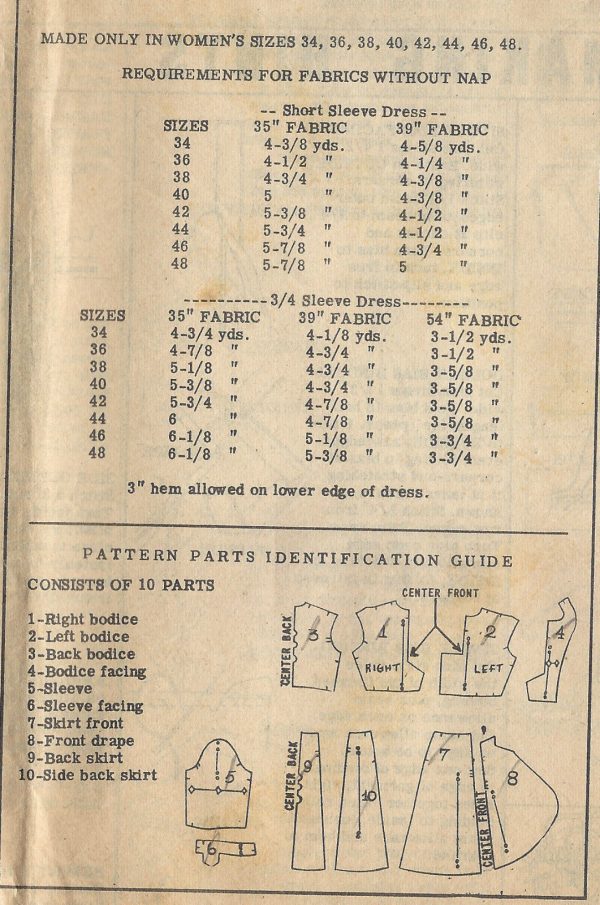 MADE ONLY IN WOMEN'S SIZES 34, 36, 38, 40, 42, 44, 46, 48.
REQUIREMENTS FOR FABRICS WITHOUT NAP
-- Short Sleeve Dress --
SIZES 35" FABRIC 39" FABRIC
34 4-3/8 yds. 4-5/8 yds.
36 4-1/2 " 4-1/4 "
38 4-3/4 " 4-3/8 "
40 5 " 4-3/8 "
42 5-3/8 " 4-1/2 "
44 5-3/4 " 4-1/2 "
46 5-7/8 " 4-3/4 "
48 5-7/8 " 5 "
----------3/4 Sleeve Dress--------
SIZES 35" FABRIC 39" FABRIC 54" FABRIC
34 4-3/4 yds. 4-1/8 yds. 3-1/2 yds.
36 4-7/8 " 4-3/4 " 3-1/2 "
38 5-1/8 " 4-3/4 " 3-5/8 "
40 5-3/8 " 4-3/4 " 3-5/8 "
42 5-3/4 " 4-7/8 " 3-5/8 "
44 6 " 4-7/8 " 3-5/8 "
46 6-1/8 " 5-1/8 " 3-3/4 "
48 6-1/8 " 5-3/8 " 3-3/4 "
3" hem allowed on lower edge of dress.
PATTERN PARTS IDENTIFICATION GUIDE
CONSISTS OF 10 PARTS
1-Right bodice
2-Left bodice
3-Back bodice
4-Bodice facing
5-Sleeve
6-Sleeve facing
7-Skirt front
8-Front drape
9-Back skirt
10-Side back skirt
CENTER FRONT
CENTER BACK
3
1
RIGHT
2
LEFT
4
5
6
CENTER BACK
9
10
7
CENTER FRONT
8